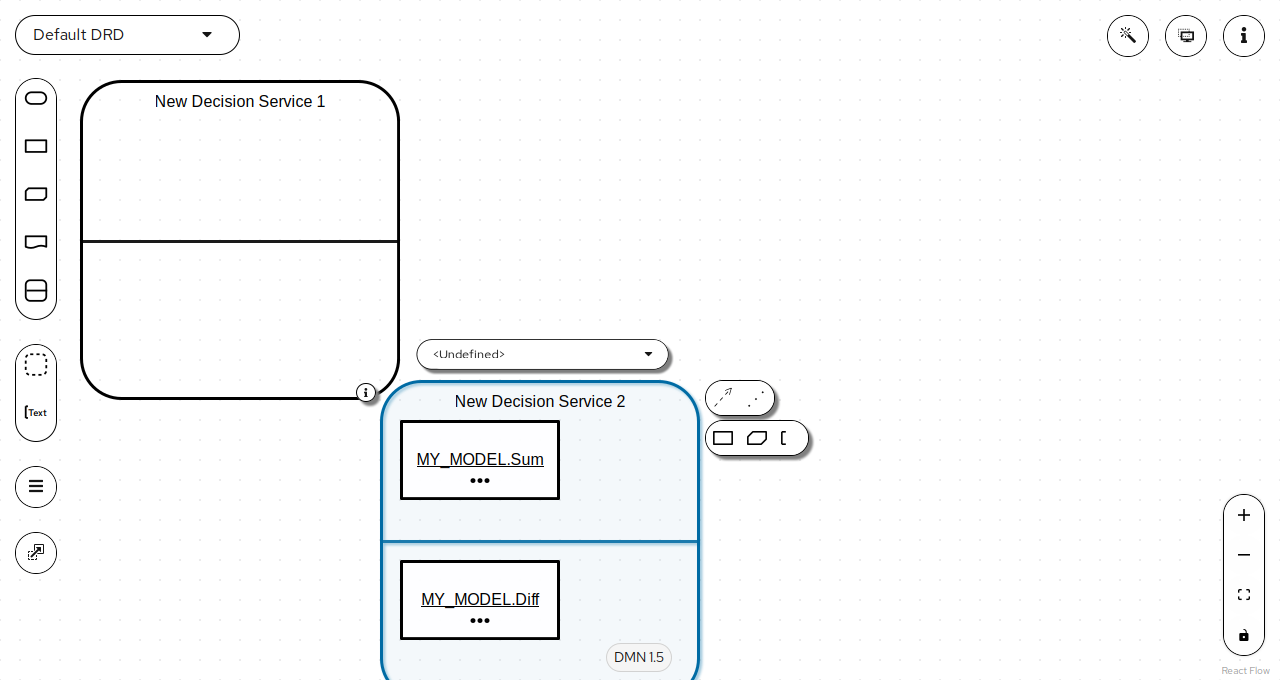 Default DRD
New Decision Service 1
[Text
<Undefined>
New Decision Service 2
MY_MODEL.Sum
MY_MODEL.Diff
DMN 1.5
React Flow